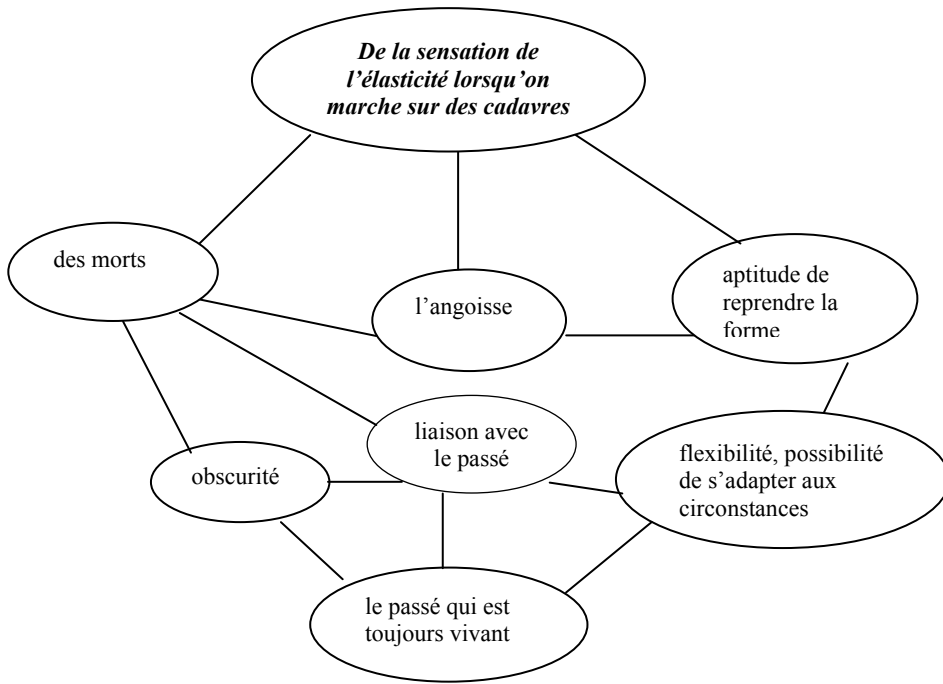 De la sensation de
l’élasticité lorsqu’on
marche sur des cadavres
des morts
l’angoisse
aptitude de
reprendre la
forme
liaison avec
le passé
obscurité
flexibilité, possibilité
de s’adapter aux
circonstances
le passé qui est
toujours vivant